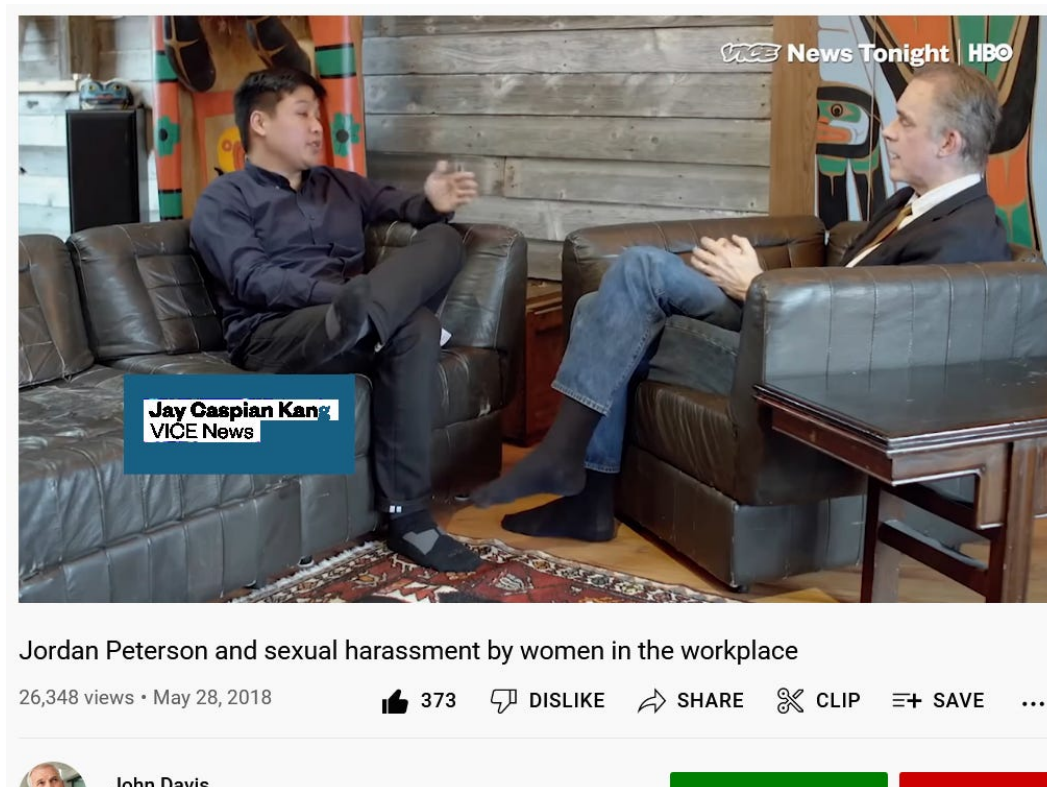 VICE News Tonight | HBO
Jay Caspian Kang
VICE News
Jordan Peterson and sexual harassment by women in the workplace
26,348 views • May 28, 2018
373 DISLIKE SHARE CLIP SAVE ...
John Davis